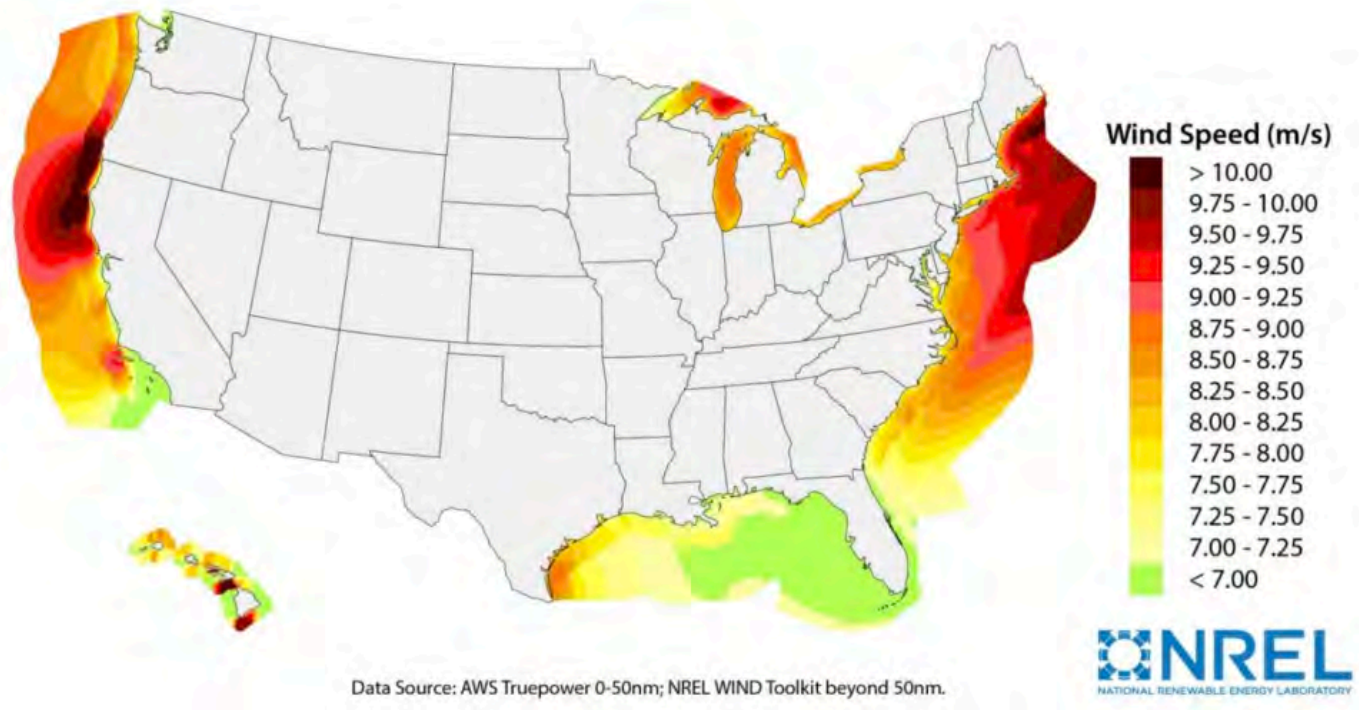 Wind Speed (m/s)
> 10.00
9.75 - 10.00
9.50 - 9.75
9.25 - 9.50
9.00 - 9.25
8.75 - 9.00
8.50 - 8.75
8.25 - 8.50
8.00 - 8.25
7.75 - 8.00
7.50 - 7.75
7.25 - 7.50
7.00 - 7.25
< 7.00
NREL
NATIONAL RENEWABLE ENERGY LABORATORY
Data Source: AWS Truepower 0-50nm; NREL WIND Toolkit beyond 50nm.